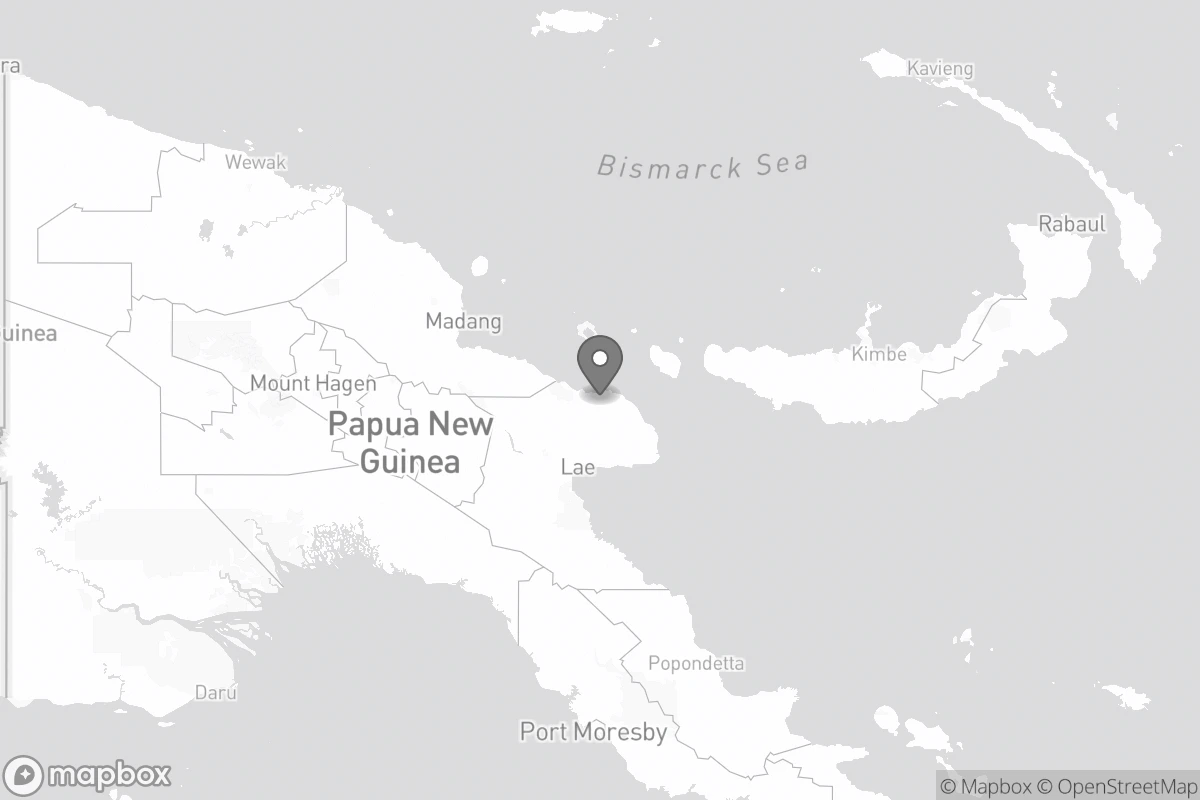 Kavieng
ra
Wewak
Bismarck Sea
Rabaul
Madang
uinea
Kimbe
Mount Hagen
Papua New
Guinea
Lae
Popondetta
Daru
Port Moresby
mapbox
© Mapbox © OpenStreetMap